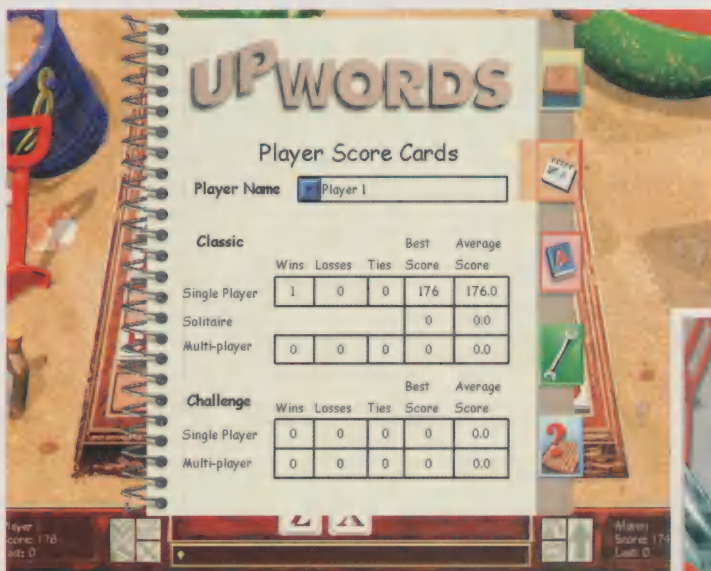 UPWORDS
Player Score Cards
Player Name Player 1
Classic Best Average
Wins Losses Ties Score Score
Single Player 1 0 0 176 176.0
Solitaire 0 0.0
Multi-player 0 0 0 0 0.0
Challenge Best Average
Wins Losses Ties Score Score
Single Player 0 0 0 0 0.0
Multi-player 0 0 0 0 0.0
Z X
Player
Score: 176
Last: 0
Maven
Score: 174
Last: 0